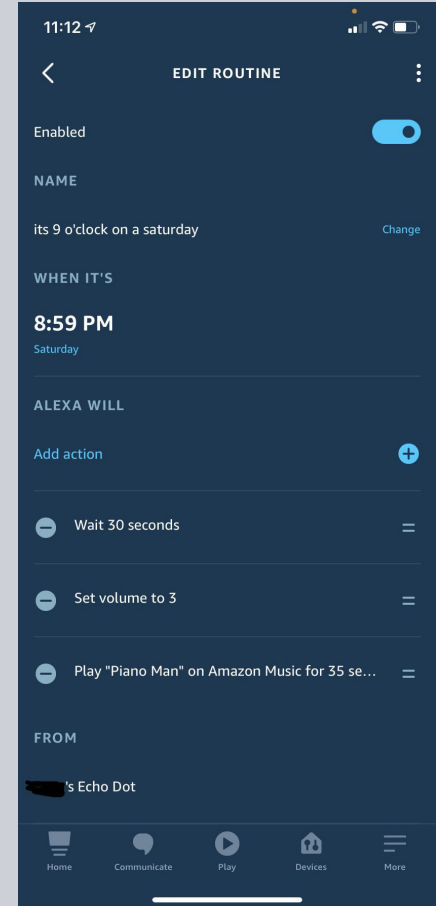 11:12
EDIT ROUTINE
Enabled
NAME
its 9 o'clock on a saturday
Change
WHEN IT'S
8:59 PM
Saturday
ALEXA WILL
Add action
Wait 30 seconds
Set volume to 3
Play "Piano Man" on Amazon Music for 35 se...
FROM
's Echo Dot
Home Communicate Play Devices More